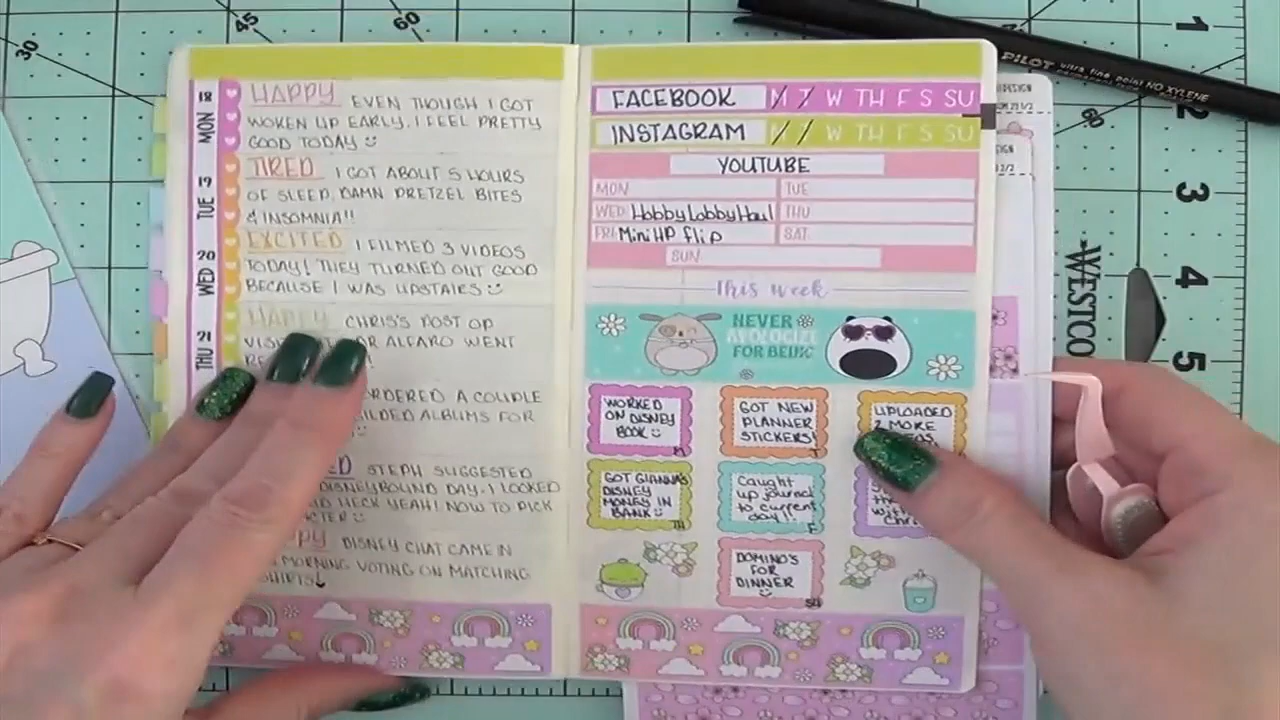 30
45
60
1
PILOT ultra fine point NO XYLENE
2
80
3
4
WESTCO
5
18
MON
HAPPY EVEN THOUGH I GOT
WOKEN UP EARLY, I FEEL PRETTY
GOOD TODAY
19
TUE
TIRED I GOT ABOUT 5 HOURS
OF SLEEP. DAMN PRETZEL BITES
& INSOMNIA!!
20
WED
EXCITED I FILMED 3 VIDEOS
TODAY! THEY TURNED OUT GOOD
BECAUSE I WAS UPSTAIRS
21
THU
HAPPY CHRIS'S POST OP
ALFARO WENT
ORDERED A COUPLE
ALBUMS FOR
STEPH SUGGESTED
DISNEYBOUND DAY. I LOOKED
HECK YEAH! NOW TO PICK
DISNEY CHAT CAME IN
MORNING VOTING ON MATCHING
SHIRTS
FACEBOOK M T W TH F S SU
INSTAGRAM M T W TH F S SU
YOUTUBE
MON TUE
WED Hobby Lobby Haul THU
FRI Mini HP flip SAT
SUN
This week
NEVER
APOLOGIZE
FOR BEING
WORKED
ON DISNEY
BOOK
M
GOT NEW
PLANNER
STICKERS!
T
UPLOADED
2 MORE
GOT GIANNA'S
DISNEY
MONEY IN
BANK
TH
Caught
up journal
to current
day!!
F
DOMINO'S
FOR
DINNER
SU